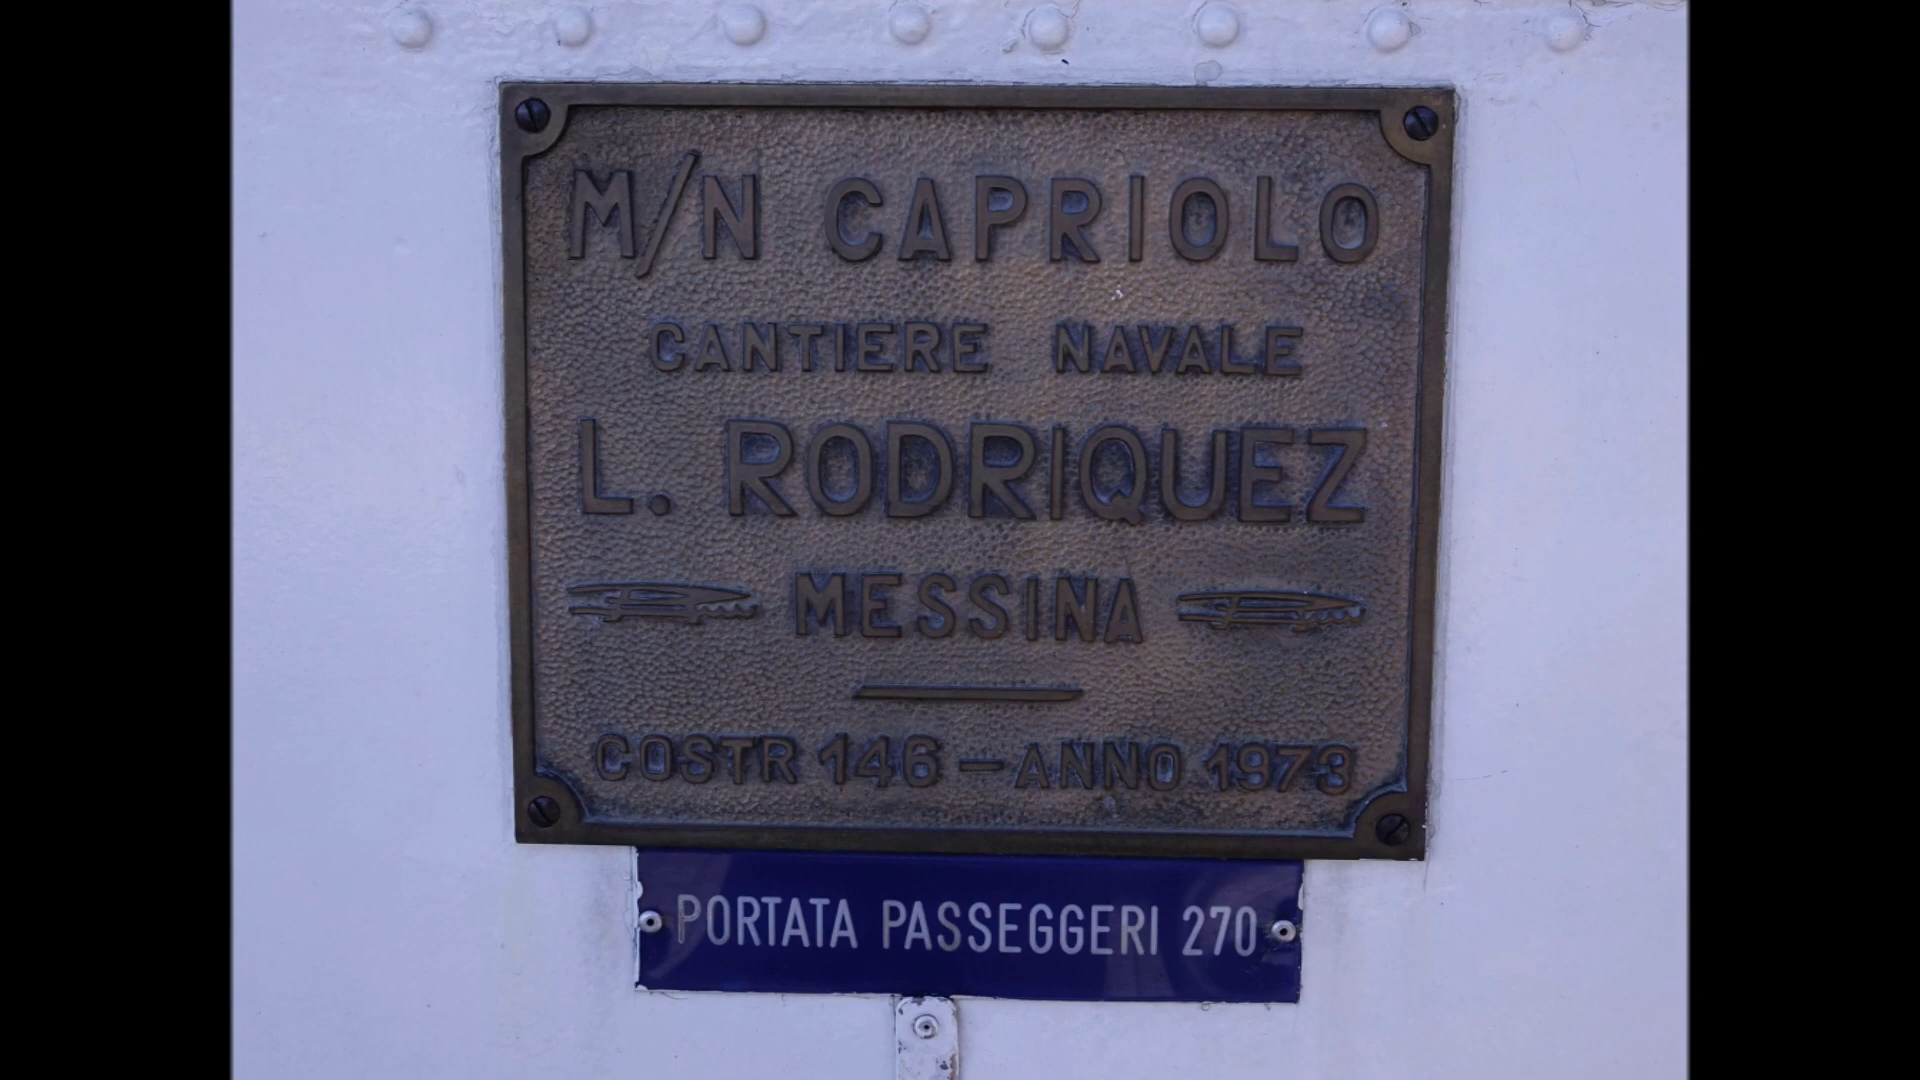 M/N CAPRIOLO
CANTIERE NAVALE
L. RODRIQUEZ
MESSINA
COSTR 146 - ANNO 1973
PORTATA PASSEGGERI 270